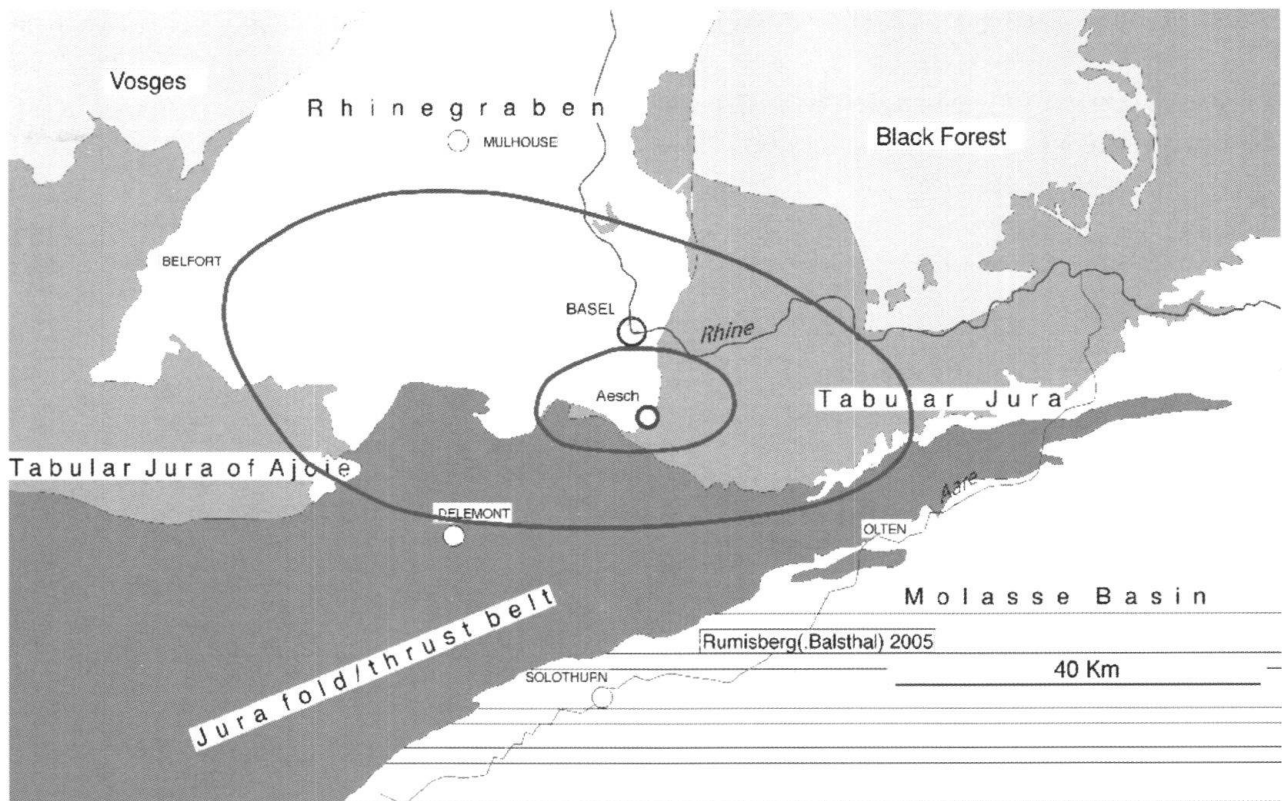 Vosges
Rhinegraben
MULHOUSE
Black Forest
BELFORT
BASEL
Rhine
Aesch
Tabular Jura
Tabular Jura of Ajoie
DELEMONT
Aare
OLTEN
Jura fold/thrust belt
Molasse Basin
Rumisberg(.Balsthal) 2005
40 Km
SOLOTHURN